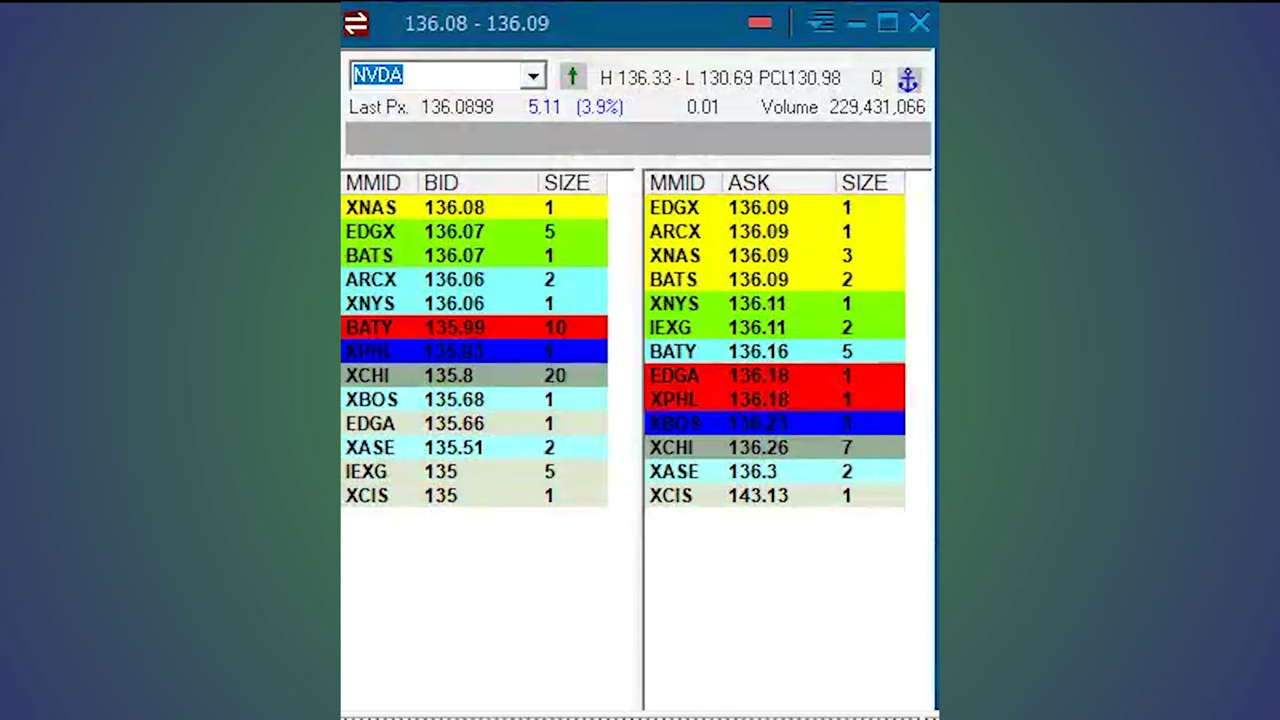 136.08 - 136.09
NVDA H 136.33 - L 130.69 PCL130.98 Q
Last Px. 136.0898 5.11 (3.9%) 0.01 Volume 229,431,066
MMID BID SIZE MMID ASK SIZE
XNAS 136.08 1 EDGX 136.09 1
EDGX 136.07 5 ARCX 136.09 1
BATS 136.07 1 XNAS 136.09 3
ARCX 136.06 2 BATS 136.09 2
XNYS 136.06 1 XNYS 136.11 1
BATY 135.99 10 IEXG 136.11 2
XPHL 135.93 1 BATY 136.16 5
XCHI 135.8 20 EDGA 136.18 1
XBOS 135.68 1 XPHL 136.18 1
EDGA 135.66 1 XBOS 136.21 3
XASE 135.51 2 XCHI 136.26 7
IEXG 135 5 XASE 136.3 2
XCIS 135 1 XCIS 143.13 1